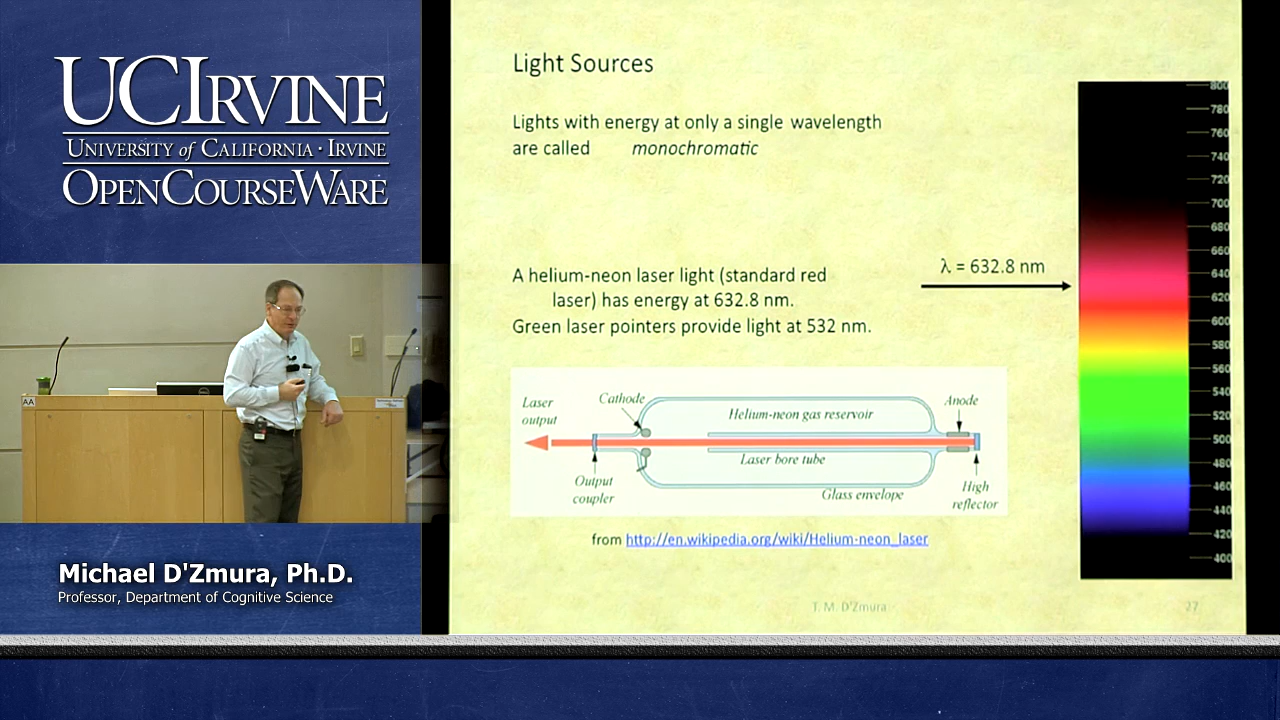 UCIRVINE
UNIVERSITY of CALIFORNIA · IRVINE
OPENCOURSEWARE
AA
Michael D'Zmura, Ph.D.
Professor, Department of Cognitive Science
Light Sources
Lights with energy at only a single wavelength
are called monochromatic
A helium-neon laser light (standard red
laser) has energy at 632.8 nm.
Green laser pointers provide light at 532 nm.
λ = 632.8 nm
Laser
output
Cathode
Helium-neon gas reservoir
Anode
Laser bore tube
Output
coupler
Glass envelope
High
reflector
from http://en.wikipedia.org/wiki/Helium-neon_laser
T. M. D'Zmura
27
800
780
760
740
720
700
680
660
640
620
600
580
560
540
520
500
480
460
440
420
400